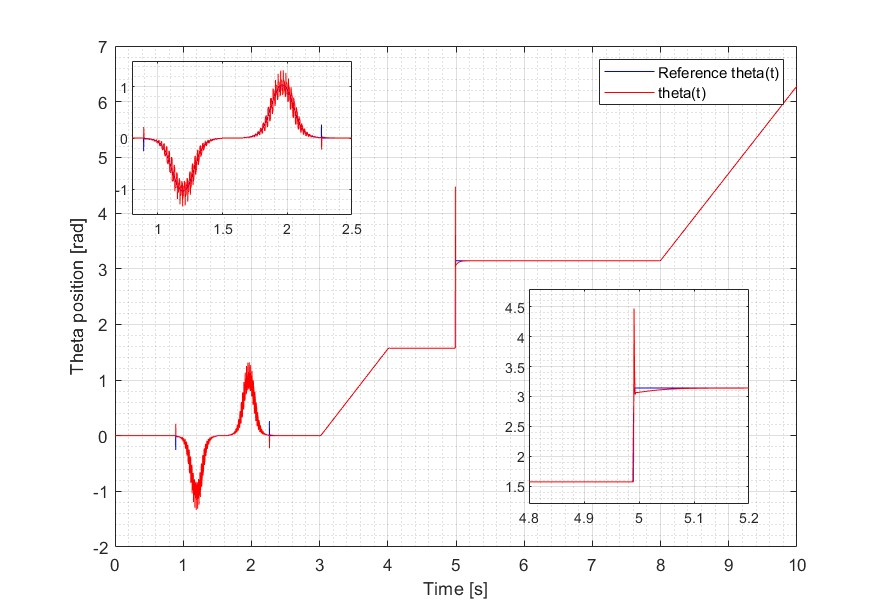 7
6
5
4
3
2
1
0
-1
-2
0 1 2 3 4 5 6 7 8 9 10
Theta position [rad]
Time [s]
Reference theta(t)
theta(t)
1
0
-1
1 1.5 2 2.5
4.5
4
3.5
3
2.5
2
1.5
4.8 4.9 5 5.1 5.2